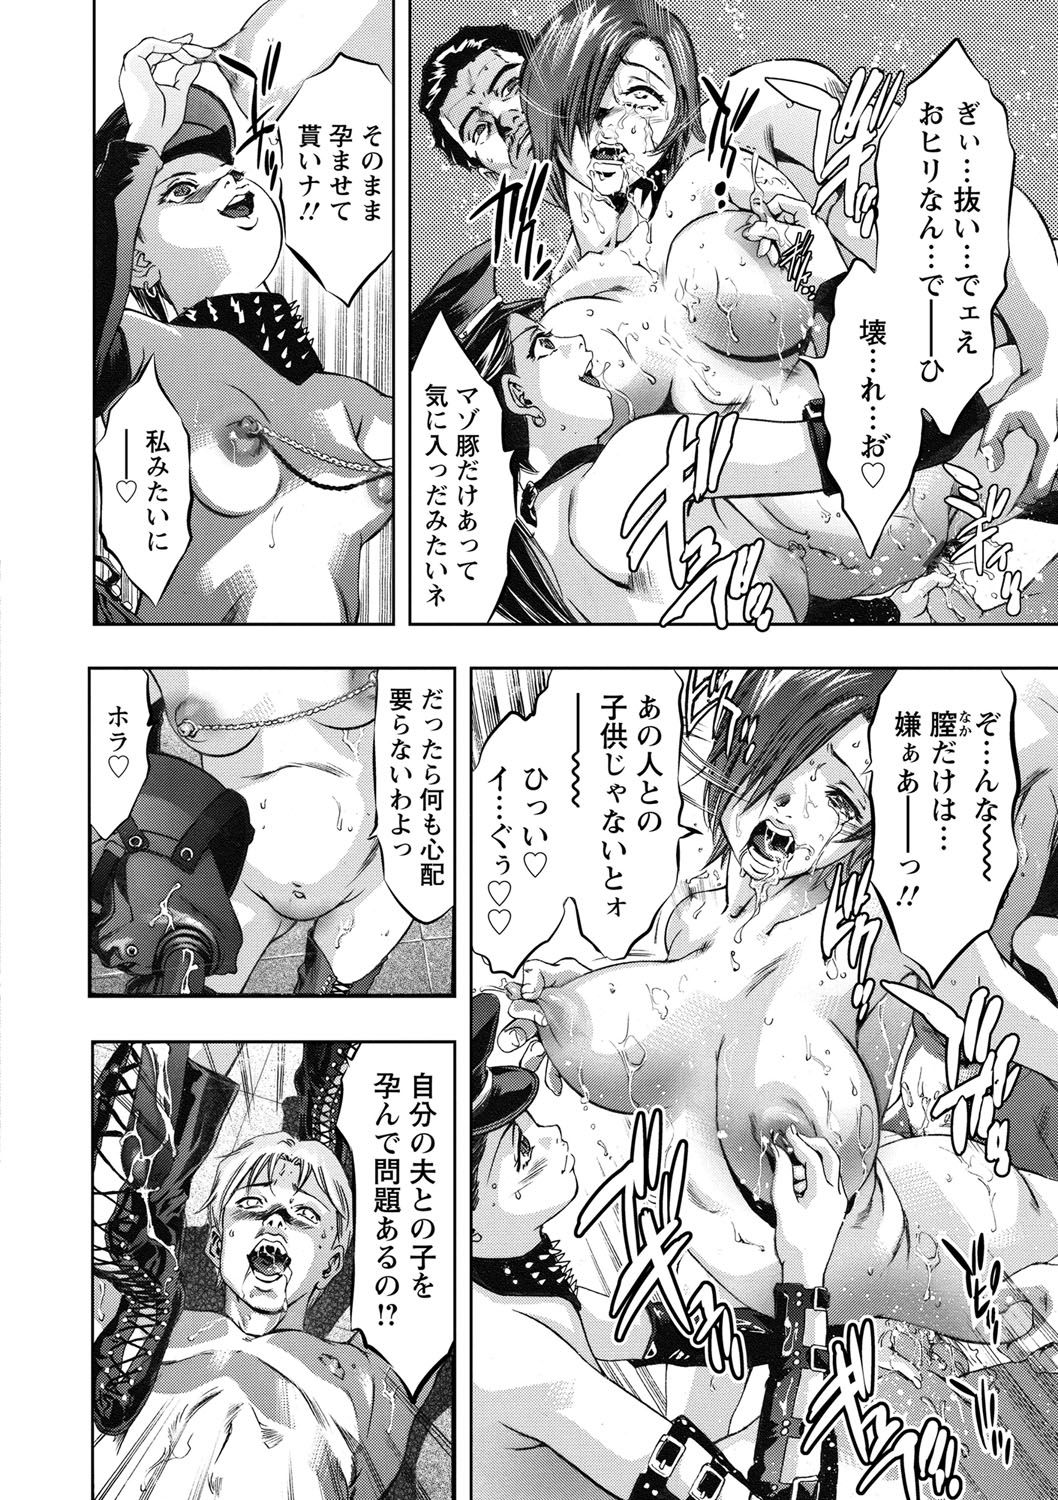 ぎぃ…抜い…でェえ
おヒリなん…で――ひ
壊…れ…お゛♡
マゾ豚だけあって
気に入っだみたいネ
そのまま
孕ませて
貰いナ!!
私みたいに
――♡
ぞ…んな〜〜
膣だけは…
なか
嫌ぁあーっ!!
あの人との
子供じゃないとォ
〜〜
ひっい♡
イ…ぐぅ♡♡
だったら何も心配
要らないわよっ
ホラ♡
自分の夫との子を
孕んで問題あるの!?